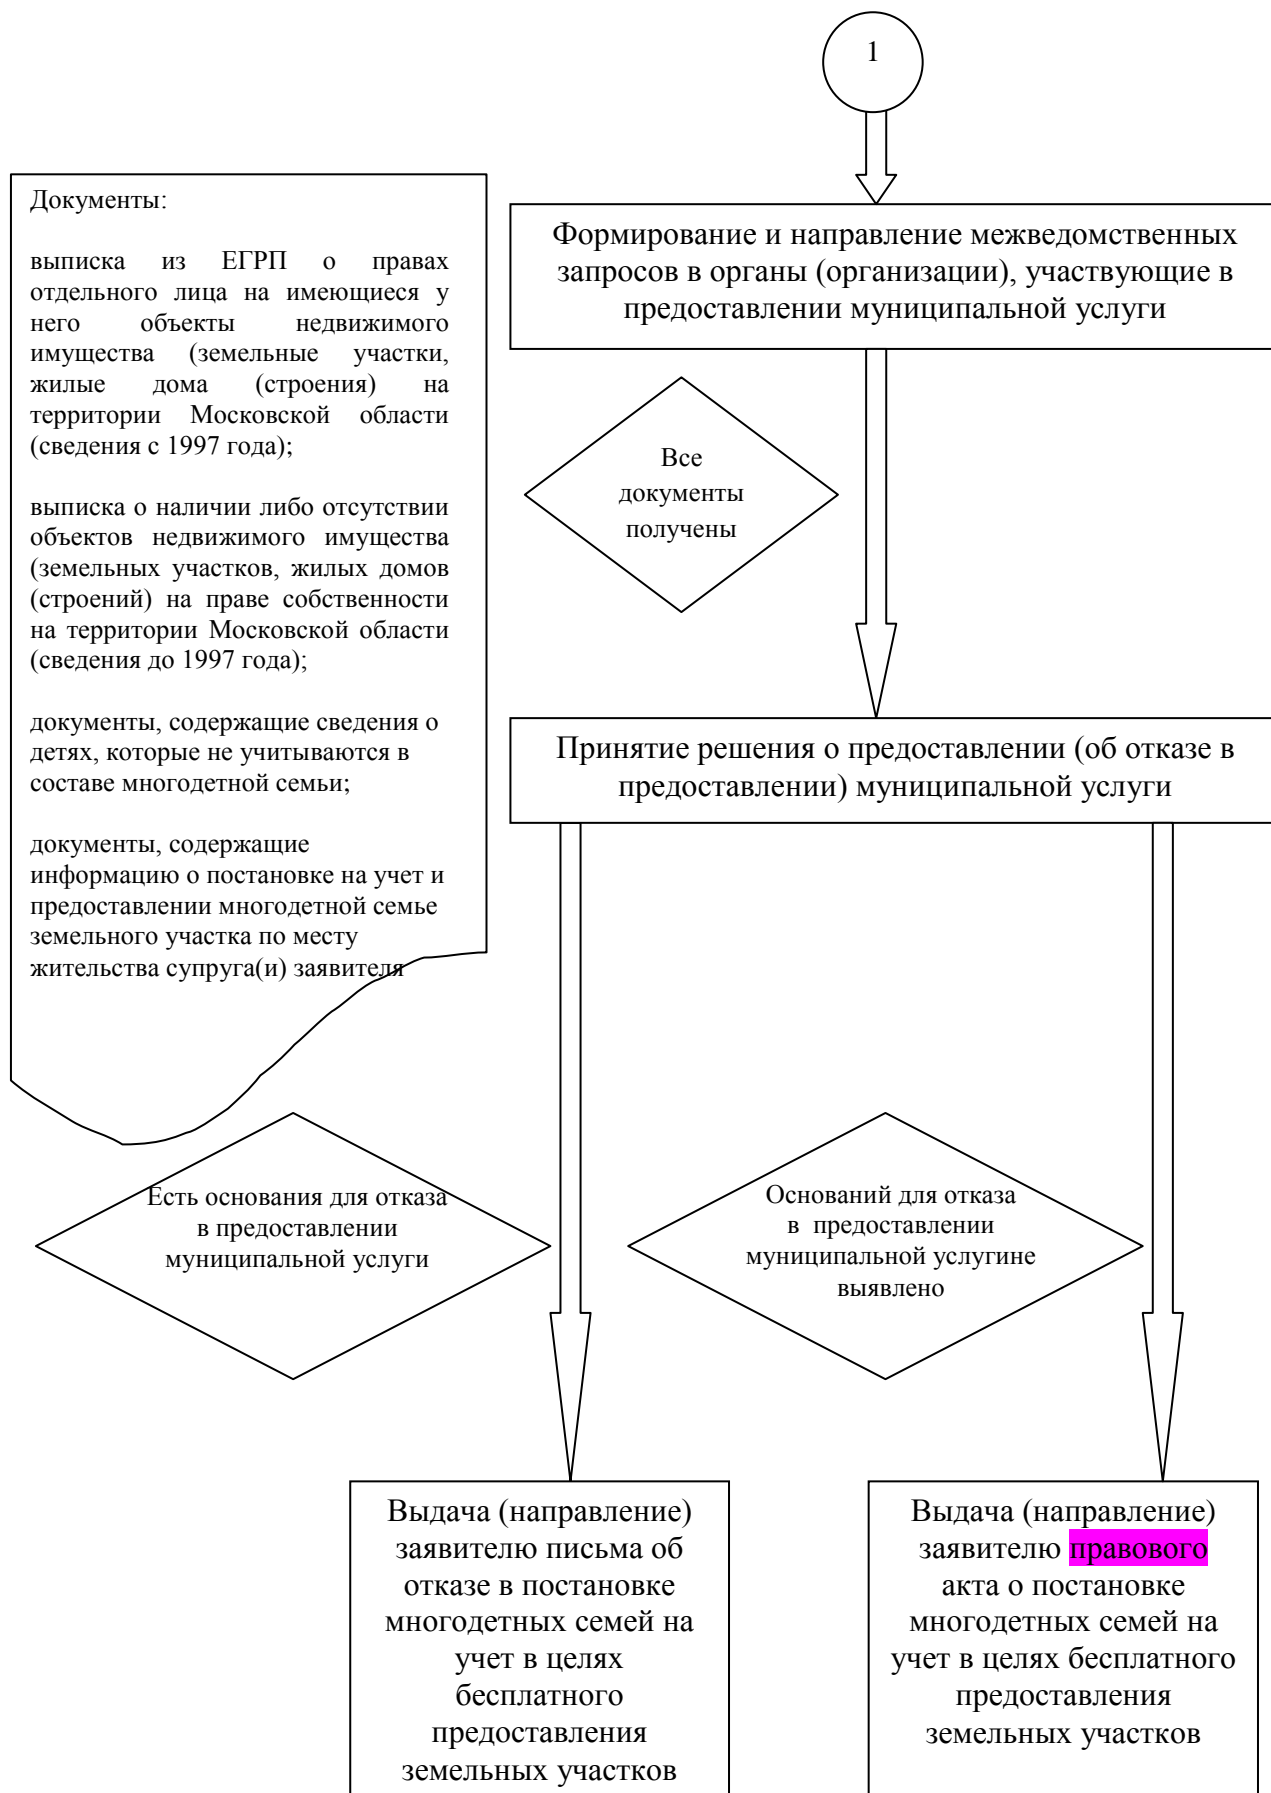 1
Документы:
выписка из ЕГРП о правах
отдельного лица на имеющиеся у
него объекты недвижимого
имущества (земельные участки,
жилые дома (строения) на
территории Московской области
(сведения с 1997 года);
выписка о наличии либо отсутствии
объектов недвижимого имущества
(земельных участков, жилых домов
(строений) на праве собственности
на территории Московской области
(сведения до 1997 года);
документы, содержащие сведения о
детях, которые не учитываются в
составе многодетной семьи;
документы, содержащие
информацию о постановке на учет и
предоставлении многодетной семье
земельного участка по месту
жительства супруга(и) заявителя
Формирование и направление межведомственных
запросов в органы (организации), участвующие в
предоставлении муниципальной услуги
Все
документы
получены
Принятие решения о предоставлении (об отказе в
предоставлении) муниципальной услуги
Есть основания для отказа
в предоставлении
муниципальной услуги
Оснований для отказа
в предоставлении
муниципальной услугине
выявлено
Выдача (направление)
заявителю письма об
отказе в постановке
многодетных семей на
учет в целях
бесплатного
предоставления
земельных участков
Выдача (направление)
заявителю правового
акта о постановке
многодетных семей на
учет в целях бесплатного
предоставления
земельных участков